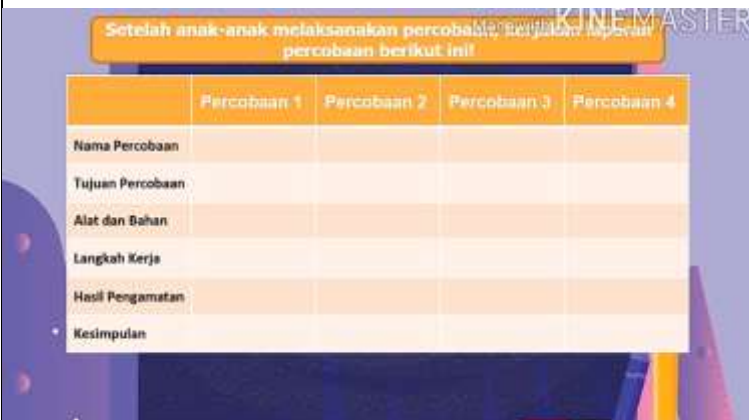 Setelah anak-anak melaksanakan percobaan, kerjakan laporan
percobaan berikut ini!
KINEMASTER
Percobaan 1 Percobaan 2 Percobaan 3 Percobaan 4
Nama Percobaan
Tujuan Percobaan
Alat dan Bahan
Langkah Kerja
Hasil Pengamatan
Kesimpulan